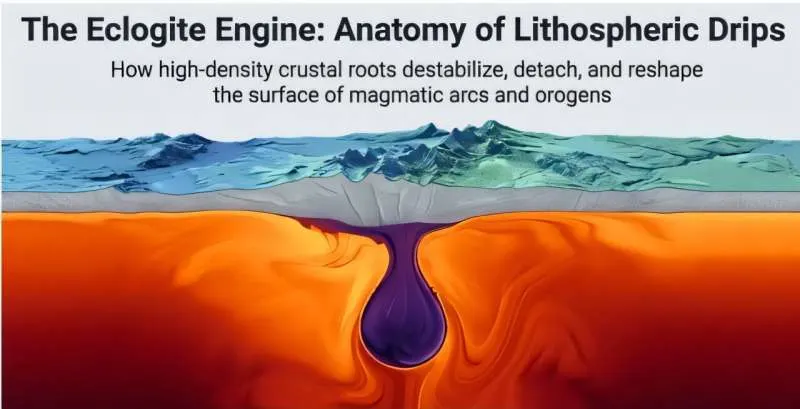 The Eclogite Engine: Anatomy of Lithospheric Drips
How high-density crustal roots destabilize, detach, and reshape
the surface of magmatic arcs and orogens